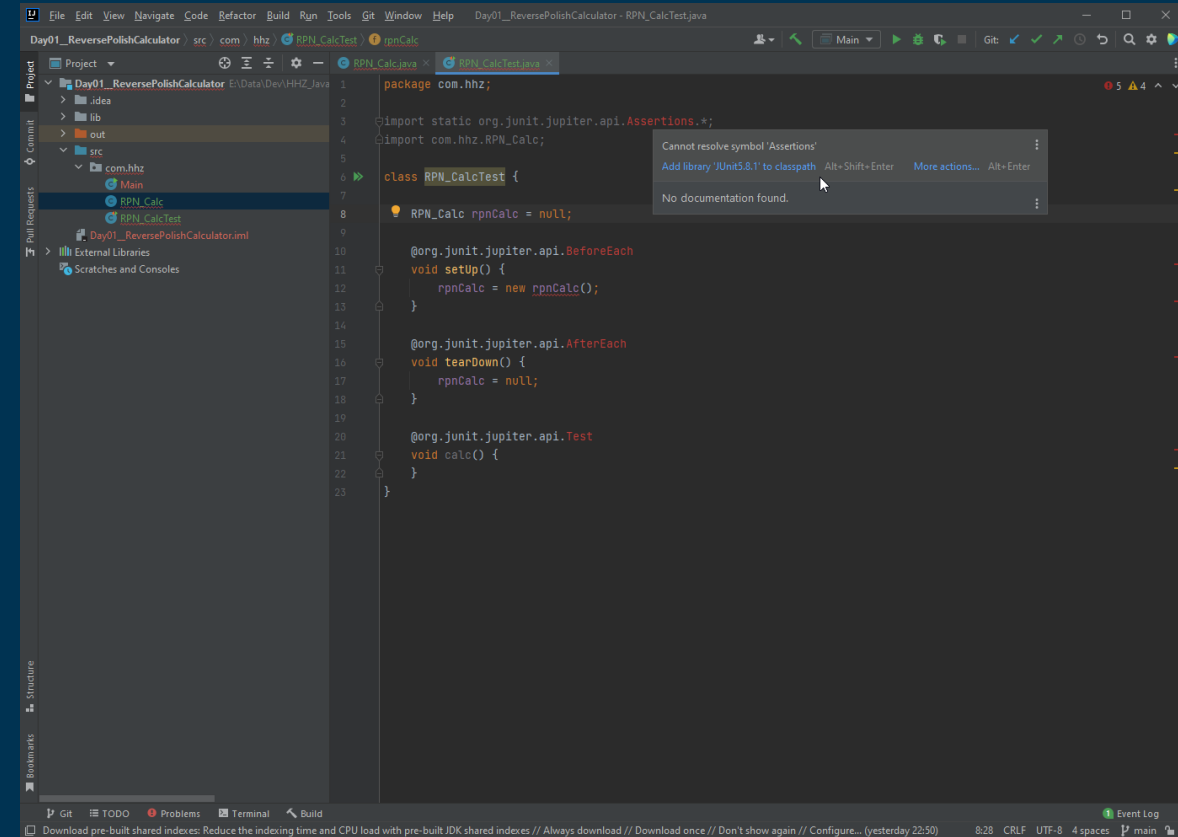 File Edit View Navigate Code Refactor Build Run Tools Git Window Help Day01__ReversePolishCalculator - RPN_CalcTest.java
Day01__ReversePolishCalculator src com hhz RPN_CalcTest rpnCalc Main Git:
Project RPN_Calc.java RPN_CalcTest.java
Day01__ReversePolishCalculator E:\Data\Dev\HHZ_Java
.idea
lib
out
src
com.hhz
Main
RPN_Calc
RPN_CalcTest
Day01__ReversePolishCalculator.iml
External Libraries
Scratches and Consoles
Project
Commit
Pull Requests
Structure
Bookmarks
1 package com.hhz;
2
3 import static org.junit.jupiter.api.Assertions.*;
4 import com.hhz.RPN_Calc;
5
6 class RPN_CalcTest {
7
8 RPN_Calc rpnCalc = null;
9
10 @org.junit.jupiter.api.BeforeEach
11 void setUp() {
12 rpnCalc = new rpnCalc();
13 }
14
15 @org.junit.jupiter.api.AfterEach
16 void tearDown() {
17 rpnCalc = null;
18 }
19
20 @org.junit.jupiter.api.Test
21 void calc() {
22 }
23 }
5 4
Cannot resolve symbol 'Assertions'
Add library 'JUnit5.8.1' to classpath Alt+Shift+Enter More actions... Alt+Enter
No documentation found.
Git TODO Problems Terminal Build 1 Event Log
Download pre-built shared indexes: Reduce the indexing time and CPU load with pre-built JDK shared indexes // Always download // Download once // Don't show again // Configure... (yesterday 22:50) 8:28 CRLF UTF-8 4 spaces main